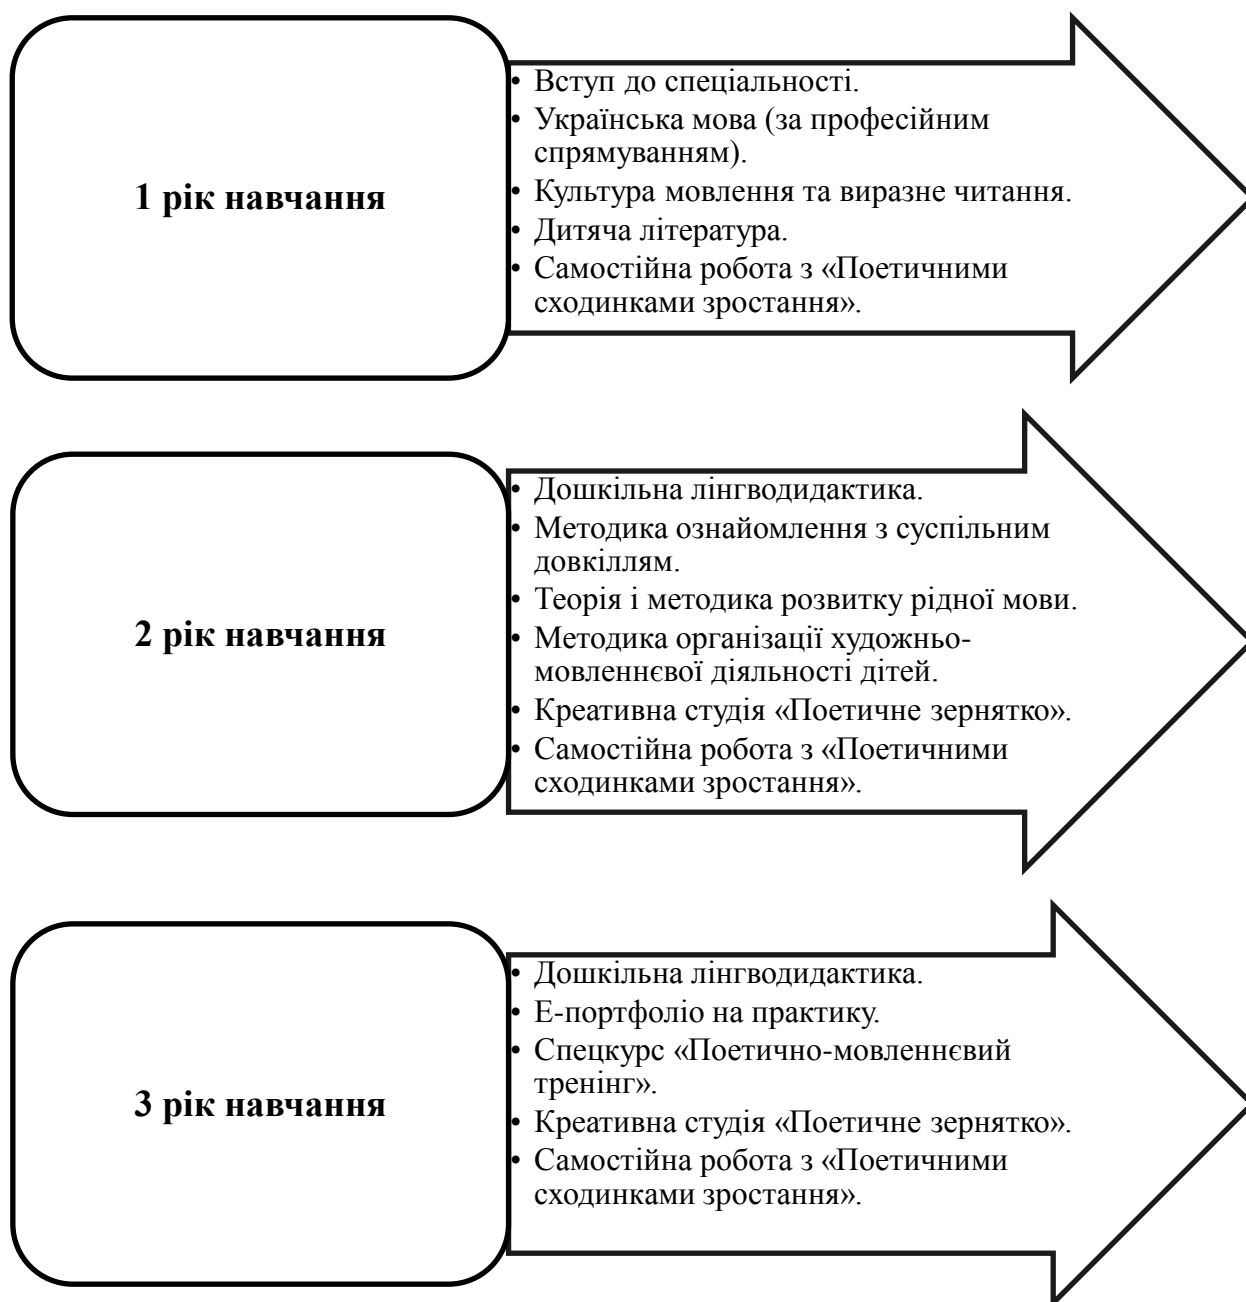 1 рік навчання
• Вступ до спеціальності.
• Українська мова (за професійним
спрямуванням).
• Культура мовлення та виразне читання.
• Дитяча література.
• Самостійна робота з «Поетичними
сходинками зростання».
2 рік навчання
• Дошкільна лінгводидактика.
• Методика ознайомлення з суспільним
довкіллям.
• Теорія і методика розвитку рідної мови.
• Методика організації художньо-
мовленнєвої діяльності дітей.
• Креативна студія «Поетичне зернятко».
• Самостійна робота з «Поетичними
сходинками зростання».
3 рік навчання
• Дошкільна лінгводидактика.
• Е-портфоліо на практику.
• Спецкурс «Поетично-мовленнєвий
тренінг».
• Креативна студія «Поетичне зернятко».
• Самостійна робота з «Поетичними
сходинками зростання».